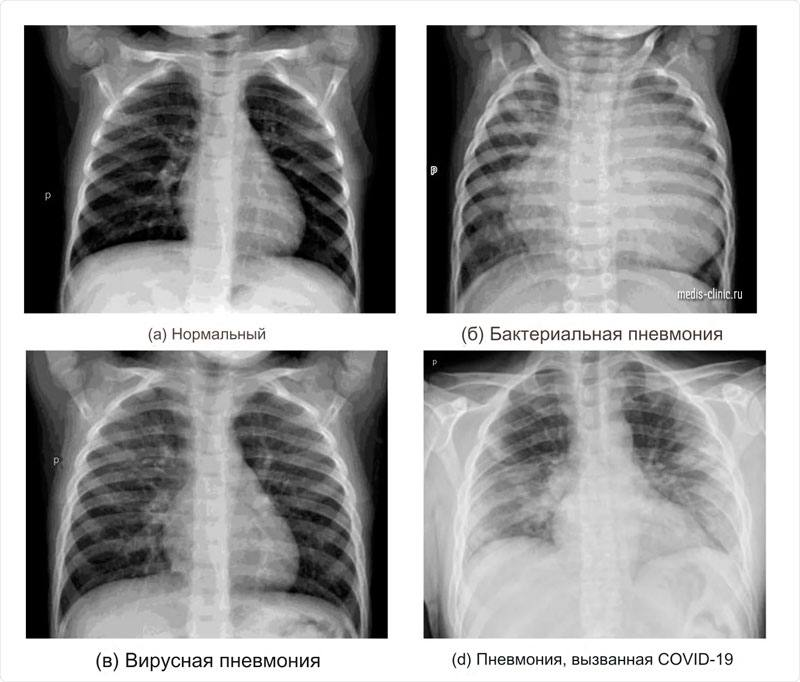 P
P
medis-clinic.ru
(а) Нормальный
(б) Бактериальная пневмония
P
P
(в) Вирусная пневмония
(d) Пневмония, вызванная COVID-19